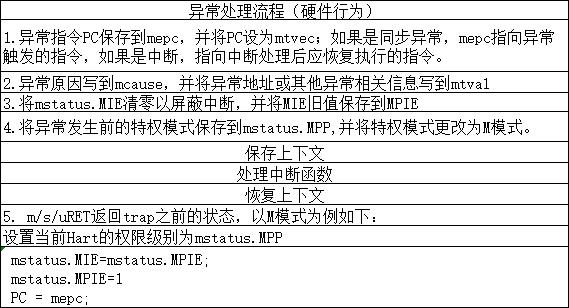 异常处理流程（硬件行为）
1.异常指令PC保存到mepc，并将PC设为mtvec；如果是同步异常，mepc指向异常
触发的指令，如果是中断，指向中断处理后应恢复执行的指令。
2.异常原因写到mcause，并将异常地址或其他异常相关信息写到mtval
3.将mstatus.MIE清零以屏蔽中断，并将MIE旧值保存到MPIE
4.将异常发生前的特权模式保存到mstatus.MPP,并将特权模式更改为M模式。
保存上下文
处理中断函数
恢复上下文
5. m/s/uRET返回trap之前的状态，以M模式为例如下：
设置当前Hart的权限级别为mstatus.MPP
mstatus.MIE=mstatus.MPIE;
mstatus.MPIE=1
PC = mepc;